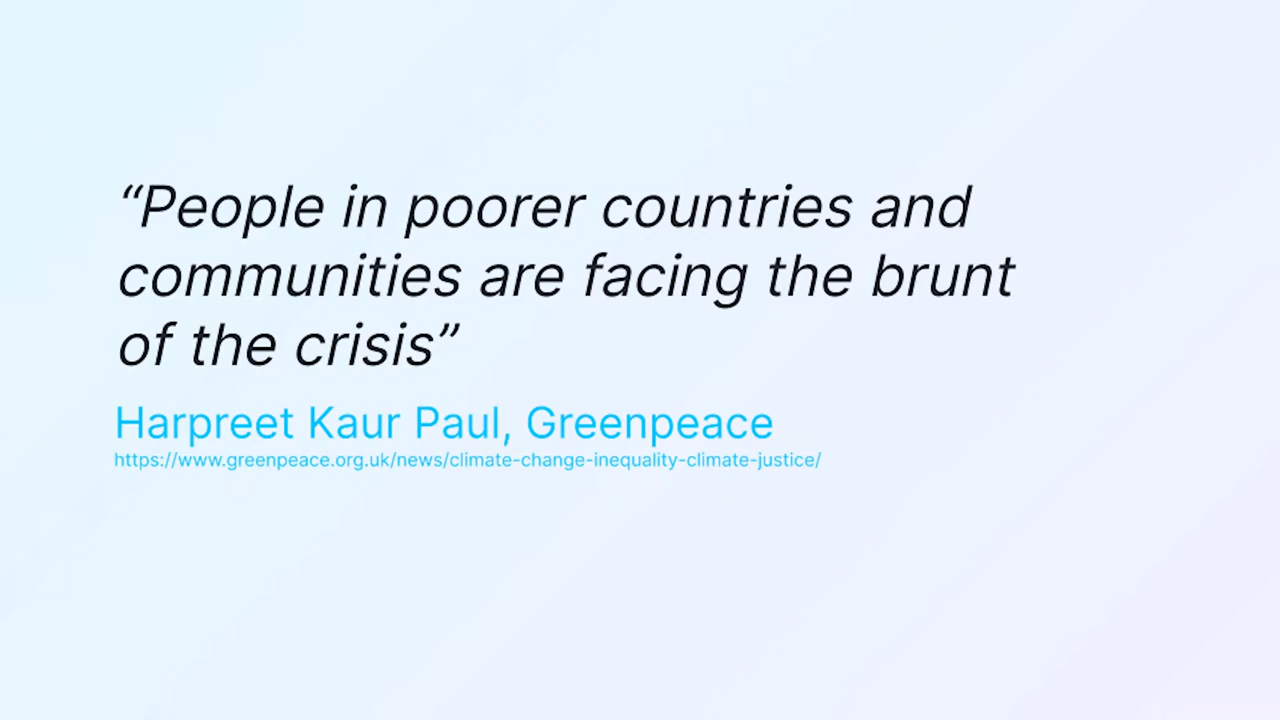 “People in poorer countries and
communities are facing the brunt
of the crisis”
Harpreet Kaur Paul, Greenpeace
https://www.greenpeace.org.uk/news/climate-change-inequality-climate-justice/